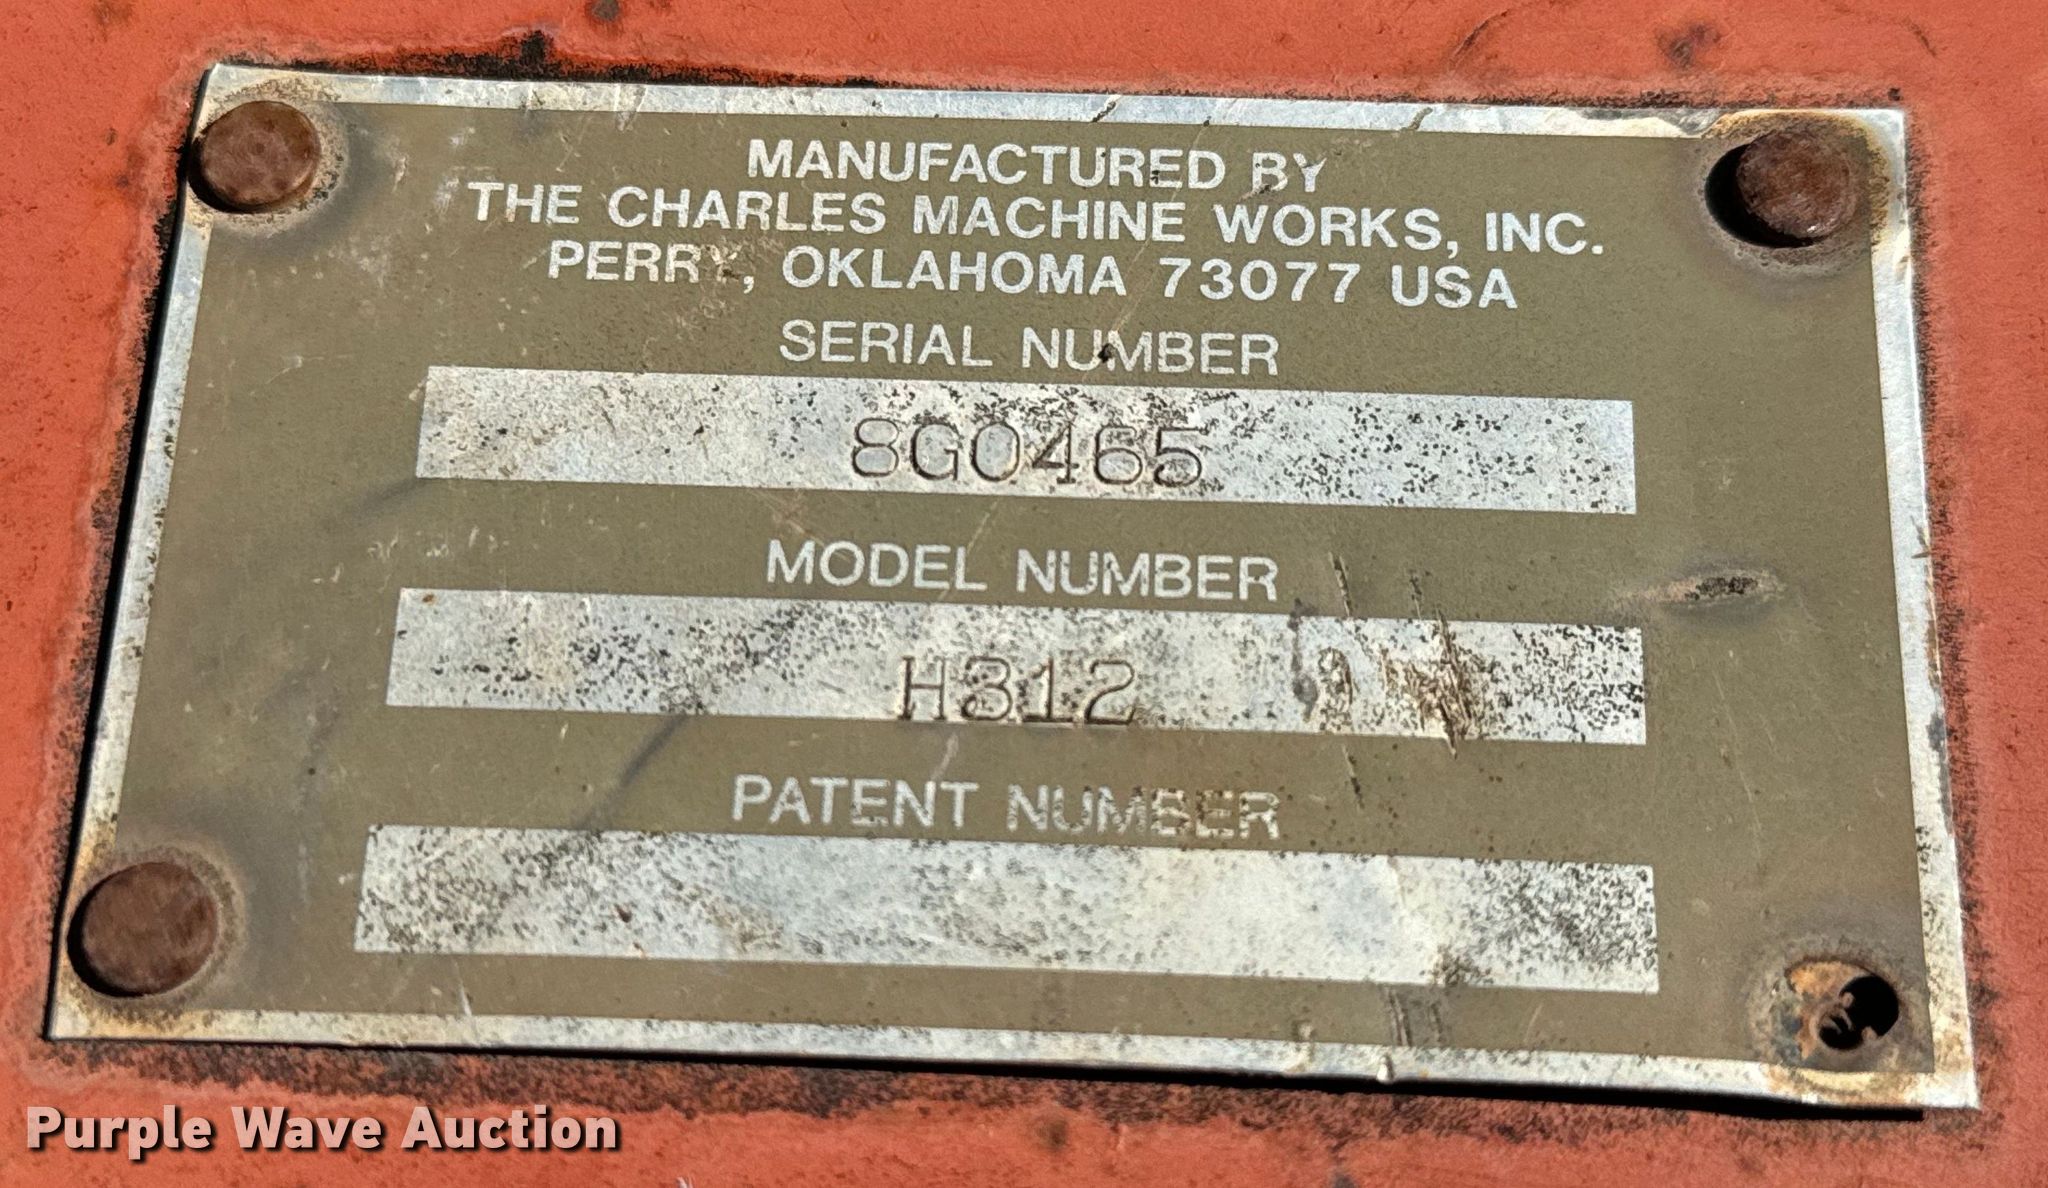 MANUFACTURED BY
THE CHARLES MACHINE WORKS, INC.
PERRY, OKLAHOMA 73077 USA
SERIAL NUMBER
8G0465
MODEL NUMBER
H312
PATENT NUMBER
Purple Wave Auction